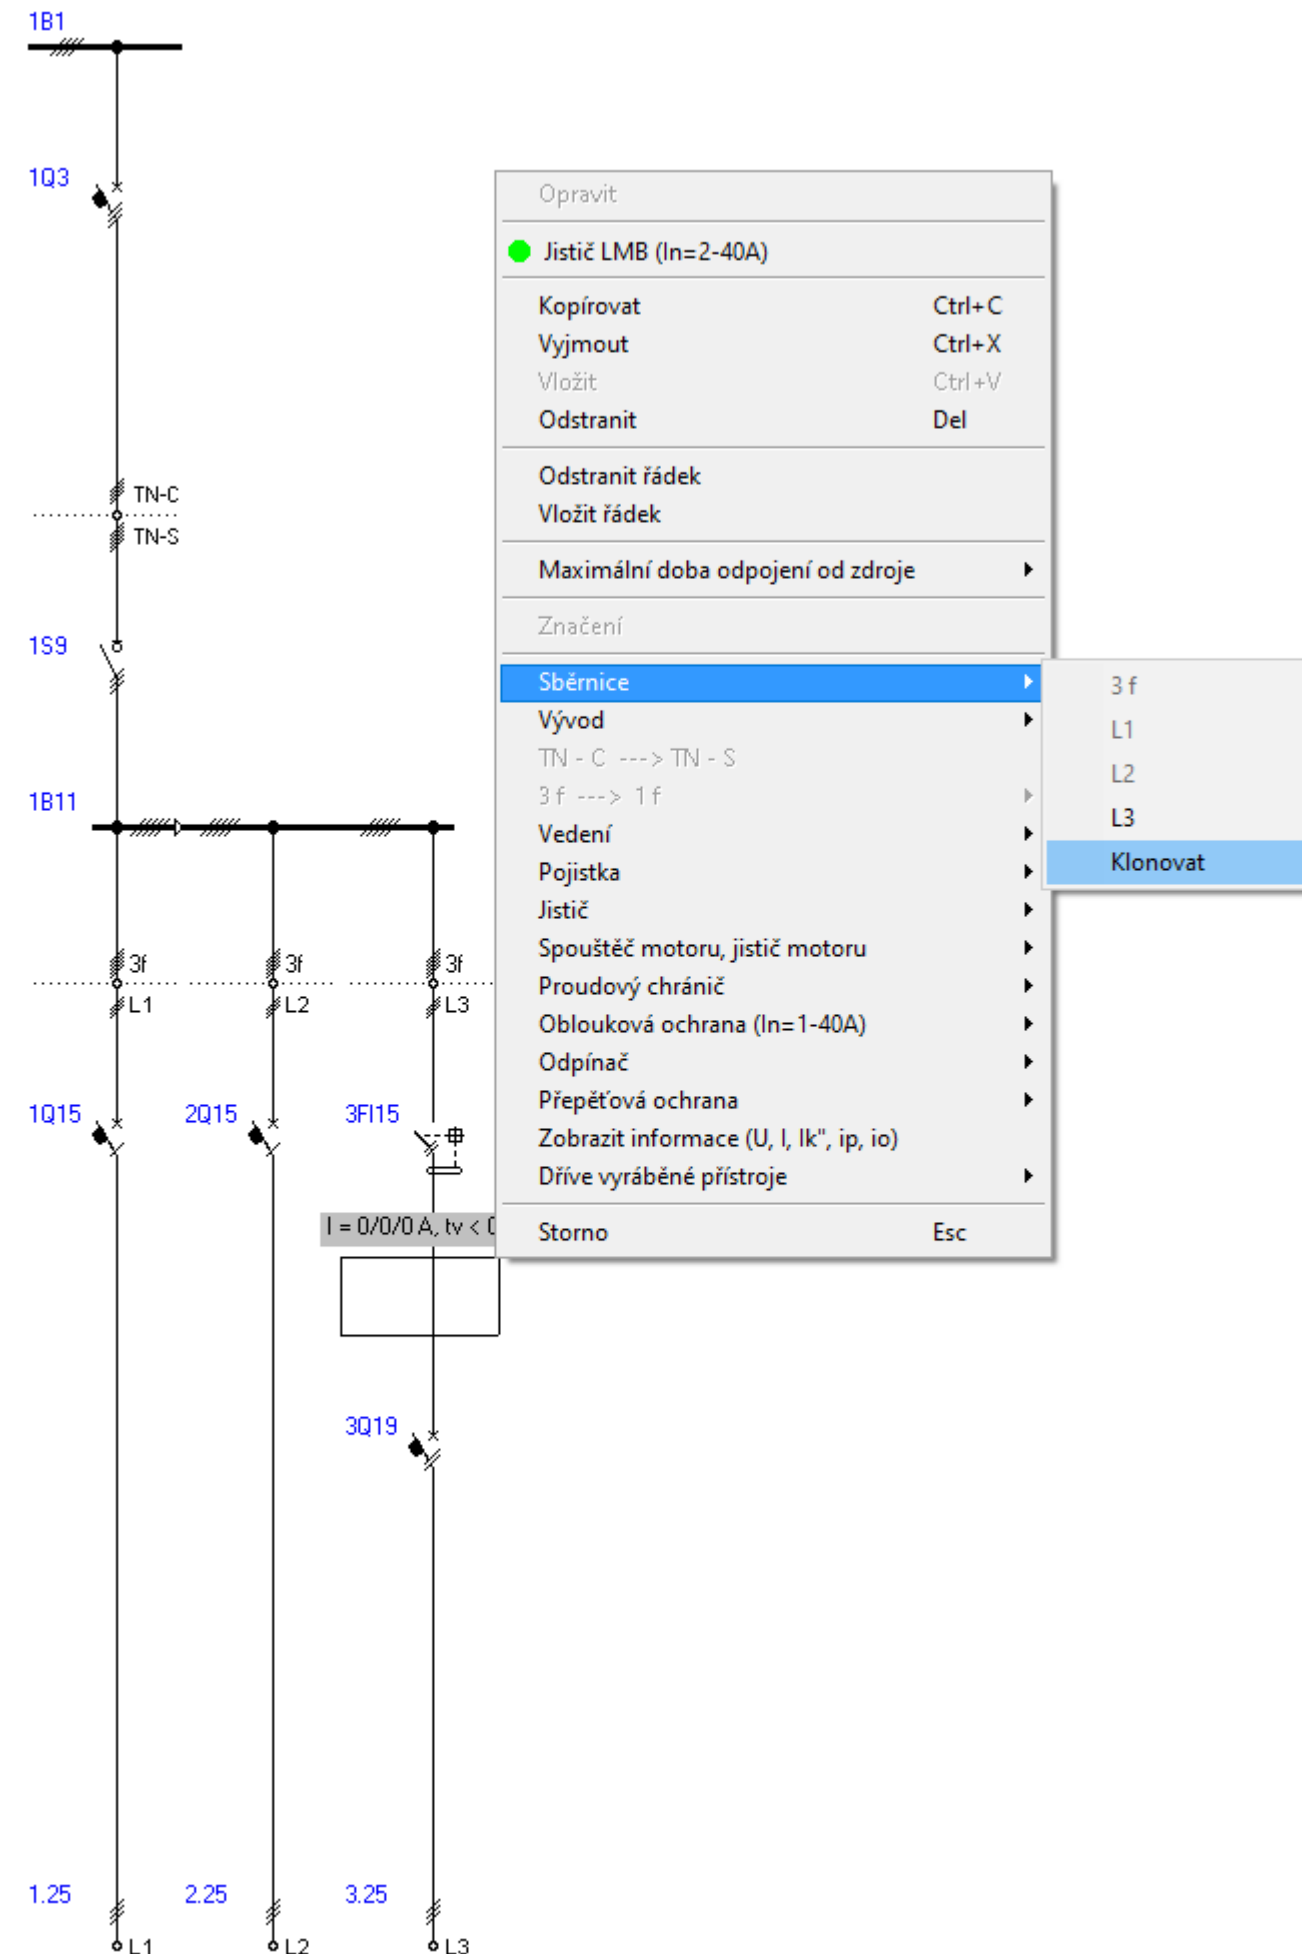 1B1
1Q3
TN-C
TN-S
1S9
1B11
3f
3f
3f
L1
L2
L3
1Q15
2Q15
3FI15
I = 0/0/0 A, tv <
3Q19
1.25
2.25
3.25
L1
L2
L3
Opravit
Jistič LMB (In=2-40A)
Kopírovat Ctrl+C
Vyjmout Ctrl+X
Vložit Ctrl+V
Odstranit Del
Odstranit řádek
Vložit řádek
Maximální doba odpojení od zdroje
Značení
Sběrnice
Vývod
TN - C ---> TN - S
3 f ---> 1 f
Vedení
Pojistka
Jistič
Spouštěč motoru, jistič motoru
Proudový chránič
Oblouková ochrana (In=1-40A)
Odpínač
Přepěťová ochrana
Zobrazit informace (U, I, Ik", ip, io)
Dříve vyráběné přístroje
Storno Esc
3 f
L1
L2
L3
Klonovat